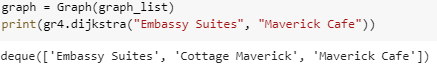 graph = Graph(graph_list)
print(gr4.dijkstra("Embassy Suites", "Maverick Cafe"))
deque(['Embassy Suites', 'Cottage Maverick', 'Maverick Cafe'])